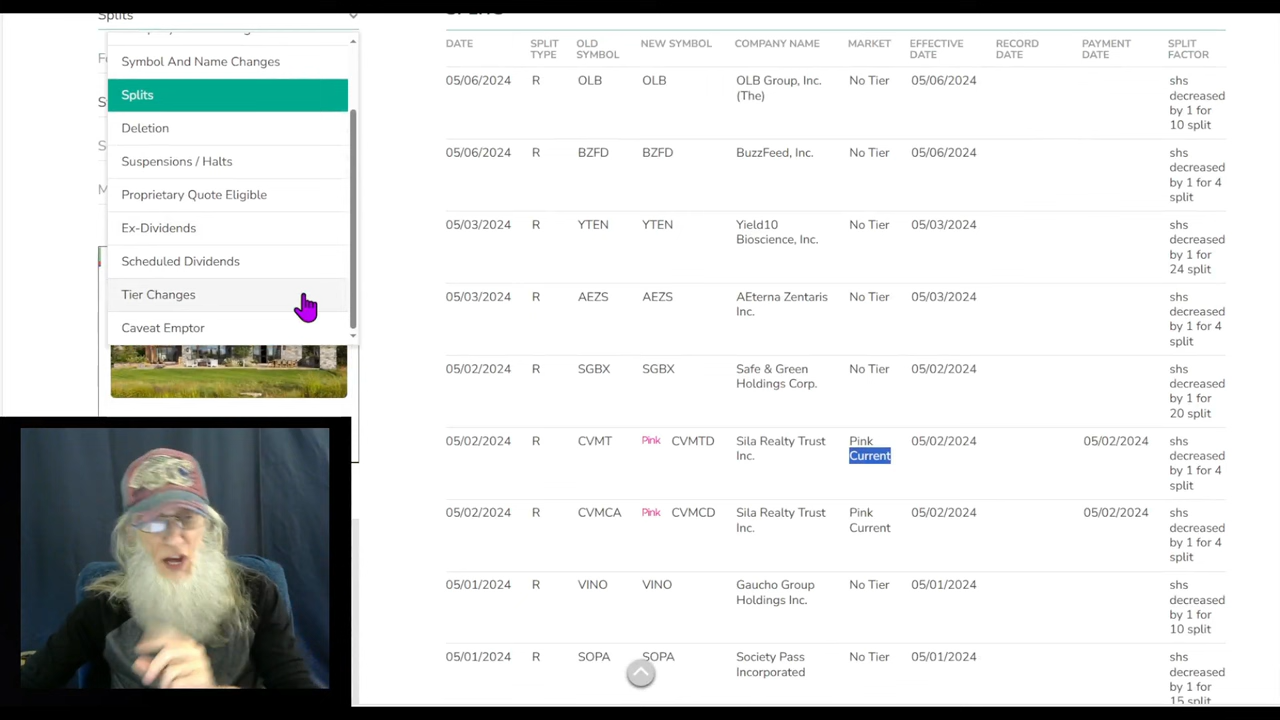 Splits
Symbol And Name Changes
Splits
Deletion
Suspensions / Halts
Proprietary Quote Eligible
Ex-Dividends
Scheduled Dividends
Tier Changes
Caveat Emptor
DATE SPLIT TYPE OLD SYMBOL NEW SYMBOL COMPANY NAME MARKET EFFECTIVE DATE RECORD DATE PAYMENT DATE SPLIT FACTOR
05/06/2024 R OLB OLB OLB Group, Inc. (The) No Tier 05/06/2024 shs decreased by 1 for 10 split
05/06/2024 R BZFD BZFD BuzzFeed, Inc. No Tier 05/06/2024 shs decreased by 1 for 4 split
05/03/2024 R YTEN YTEN Yield10 Bioscience, Inc. No Tier 05/03/2024 shs decreased by 1 for 24 split
05/03/2024 R AEZS AEZS AEterna Zentaris Inc. No Tier 05/03/2024 shs decreased by 1 for 4 split
05/02/2024 R SGBX SGBX Safe & Green Holdings Corp. No Tier 05/02/2024 shs decreased by 1 for 20 split
05/02/2024 R CVMT Pink CVMTD Sila Realty Trust Inc. Pink Current 05/02/2024 05/02/2024 shs decreased by 1 for 4 split
05/02/2024 R CVMCA Pink CVMCD Sila Realty Trust Inc. Pink Current 05/02/2024 05/02/2024 shs decreased by 1 for 4 split
05/01/2024 R VINO VINO Gaucho Group Holdings Inc. No Tier 05/01/2024 shs decreased by 1 for 10 split
05/01/2024 R SOPA SOPA Society Pass Incorporated No Tier 05/01/2024 shs decreased by 1 for 15 split